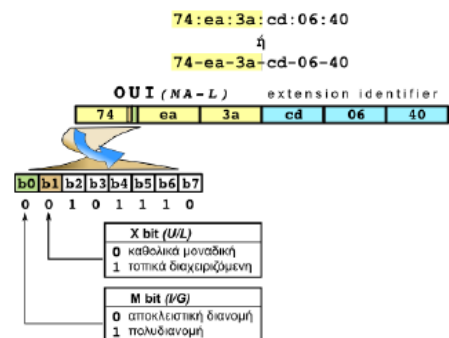 74:ea:3a:cd:06:40
ή
74-ea-3a-cd-06-40
OUI (MA-L) extension identifier
74 ea 3a cd 06 40
b0 b1 b2 b3 b4 b5 b6 b7
0 0 1 0 1 1 1 0
X bit (U/L)
0 καθολικά μοναδική
1 τοπικά διαχειριζόμενη
M bit (I/G)
0 αποκλειστική διανομή
1 πολυδιανομή